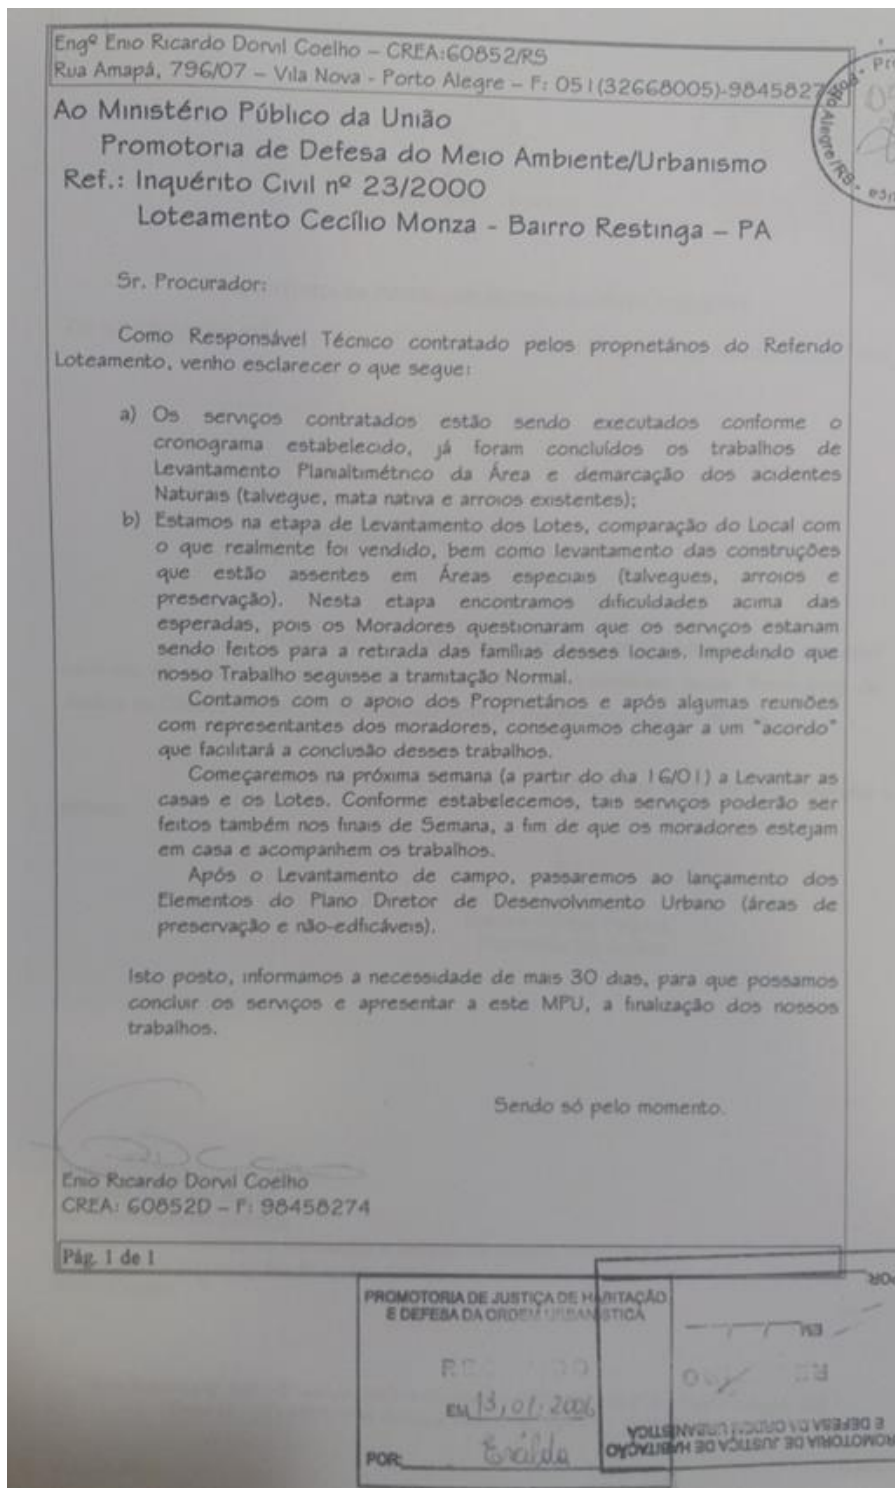 Engº Enio Ricardo Dorvil Coelho – CREA:60852/RS
Rua Amapá, 796/07 – Vila Nova - Porto Alegre – F: 051(32668005)-98458274
Ao Ministério Público da União
Promotoria de Defesa do Meio Ambiente/Urbanismo
Ref.: Inquérito Civil nº 23/2000
Loteamento Cecílio Monza - Bairro Restinga – PA
Sr. Procurador:
Como Responsável Técnico contratado pelos proprietários do Referido
Loteamento, venho esclarecer o que segue:
a) Os serviços contratados estão sendo executados conforme o
cronograma estabelecido, já foram concluídos os trabalhos de
Levantamento Planialtimétrico da Área e demarcação dos acidentes
Naturais (talvegue, mata nativa e arroios existentes);
b) Estamos na etapa de Levantamento dos Lotes, comparação do Local com
o que realmente foi vendido, bem como levantamento das construções
que estão assentes em Áreas especiais (talvegues, arroios e
preservação). Nesta etapa encontramos dificuldades acima das
esperadas, pois os Moradores questionaram que os serviços estariam
sendo feitos para a retirada das famílias desses locais. Impedindo que
nosso Trabalho seguisse a tramitação Normal.
Contamos com o apoio dos Proprietários e após algumas reuniões
com representantes dos moradores, conseguimos chegar a um "acordo"
que facilitará a conclusão desses trabalhos.
Começaremos na próxima semana (a partir do dia 16/01) a Levantar as
casas e os Lotes. Conforme estabelecemos, tais serviços poderão ser
feitos também nos finais de Semana, a fim de que os moradores estejam
em casa e acompanhem os trabalhos.
Após o Levantamento de campo, passaremos ao lançamento dos
Elementos do Plano Diretor de Desenvolvimento Urbano (áreas de
preservação e não-edficáveis).
Isto posto, informamos a necessidade de mais 30 dias, para que possamos
concluir os serviços e apresentar a este MPU, a finalização dos nossos
trabalhos.
Sendo só pelo momento.
Enio Ricardo Dorvil Coelho
CREA: 60852D – F: 98458274
Pág. 1 de 1
PROMOTORIA DE JUSTIÇA DE HABITAÇÃO
E DEFESA DA ORDEM URBANÍSTICA
EM 13/01/2006
POR:
PROMOTORIA DE JUSTIÇA DE HABITAÇÃO
E DEFESA DA ORDEM URBANÍSTICA
EM
POR